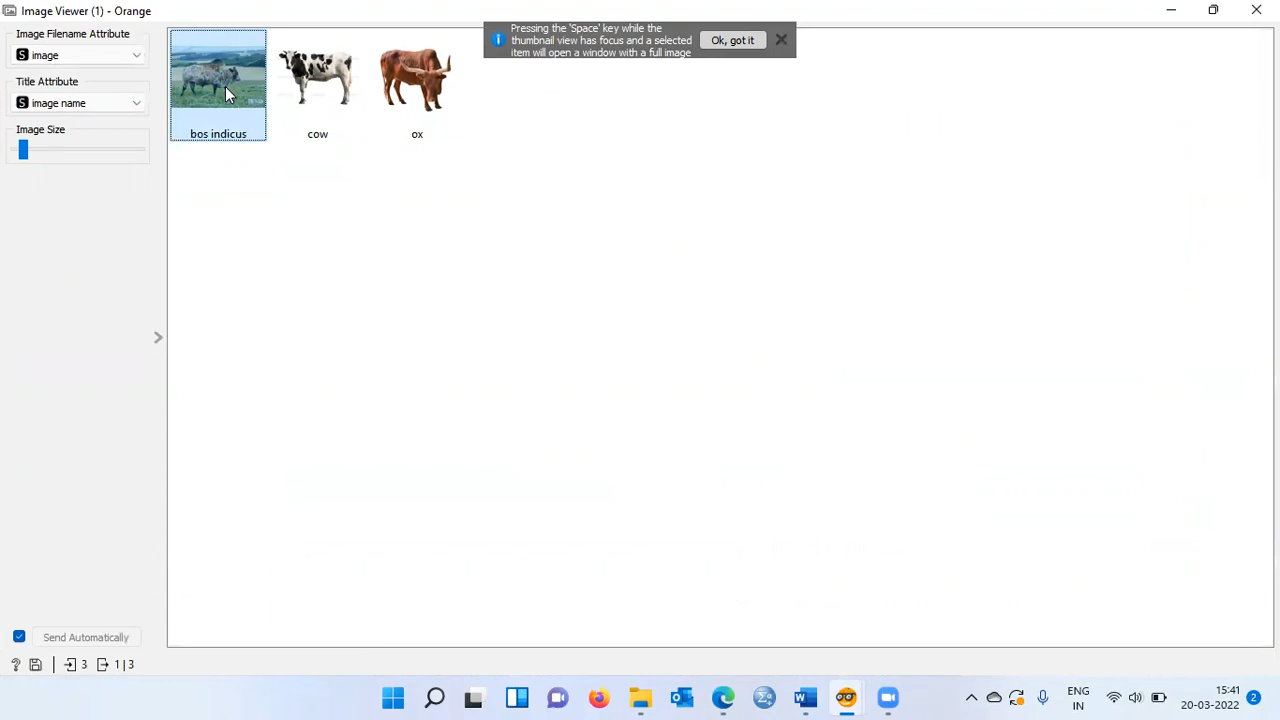 Image Viewer (1) - Orange
Image Filename Attribute
S image
Title Attribute
S image name
Image Size
Pressing the 'Space' key while the
thumbnail view has focus and a selected
item will open a window with a full image
Ok, got it
bos indicus
cow
ox
Send Automatically
? 3 1 | 3
ENG
IN
15:41
20-03-2022
2